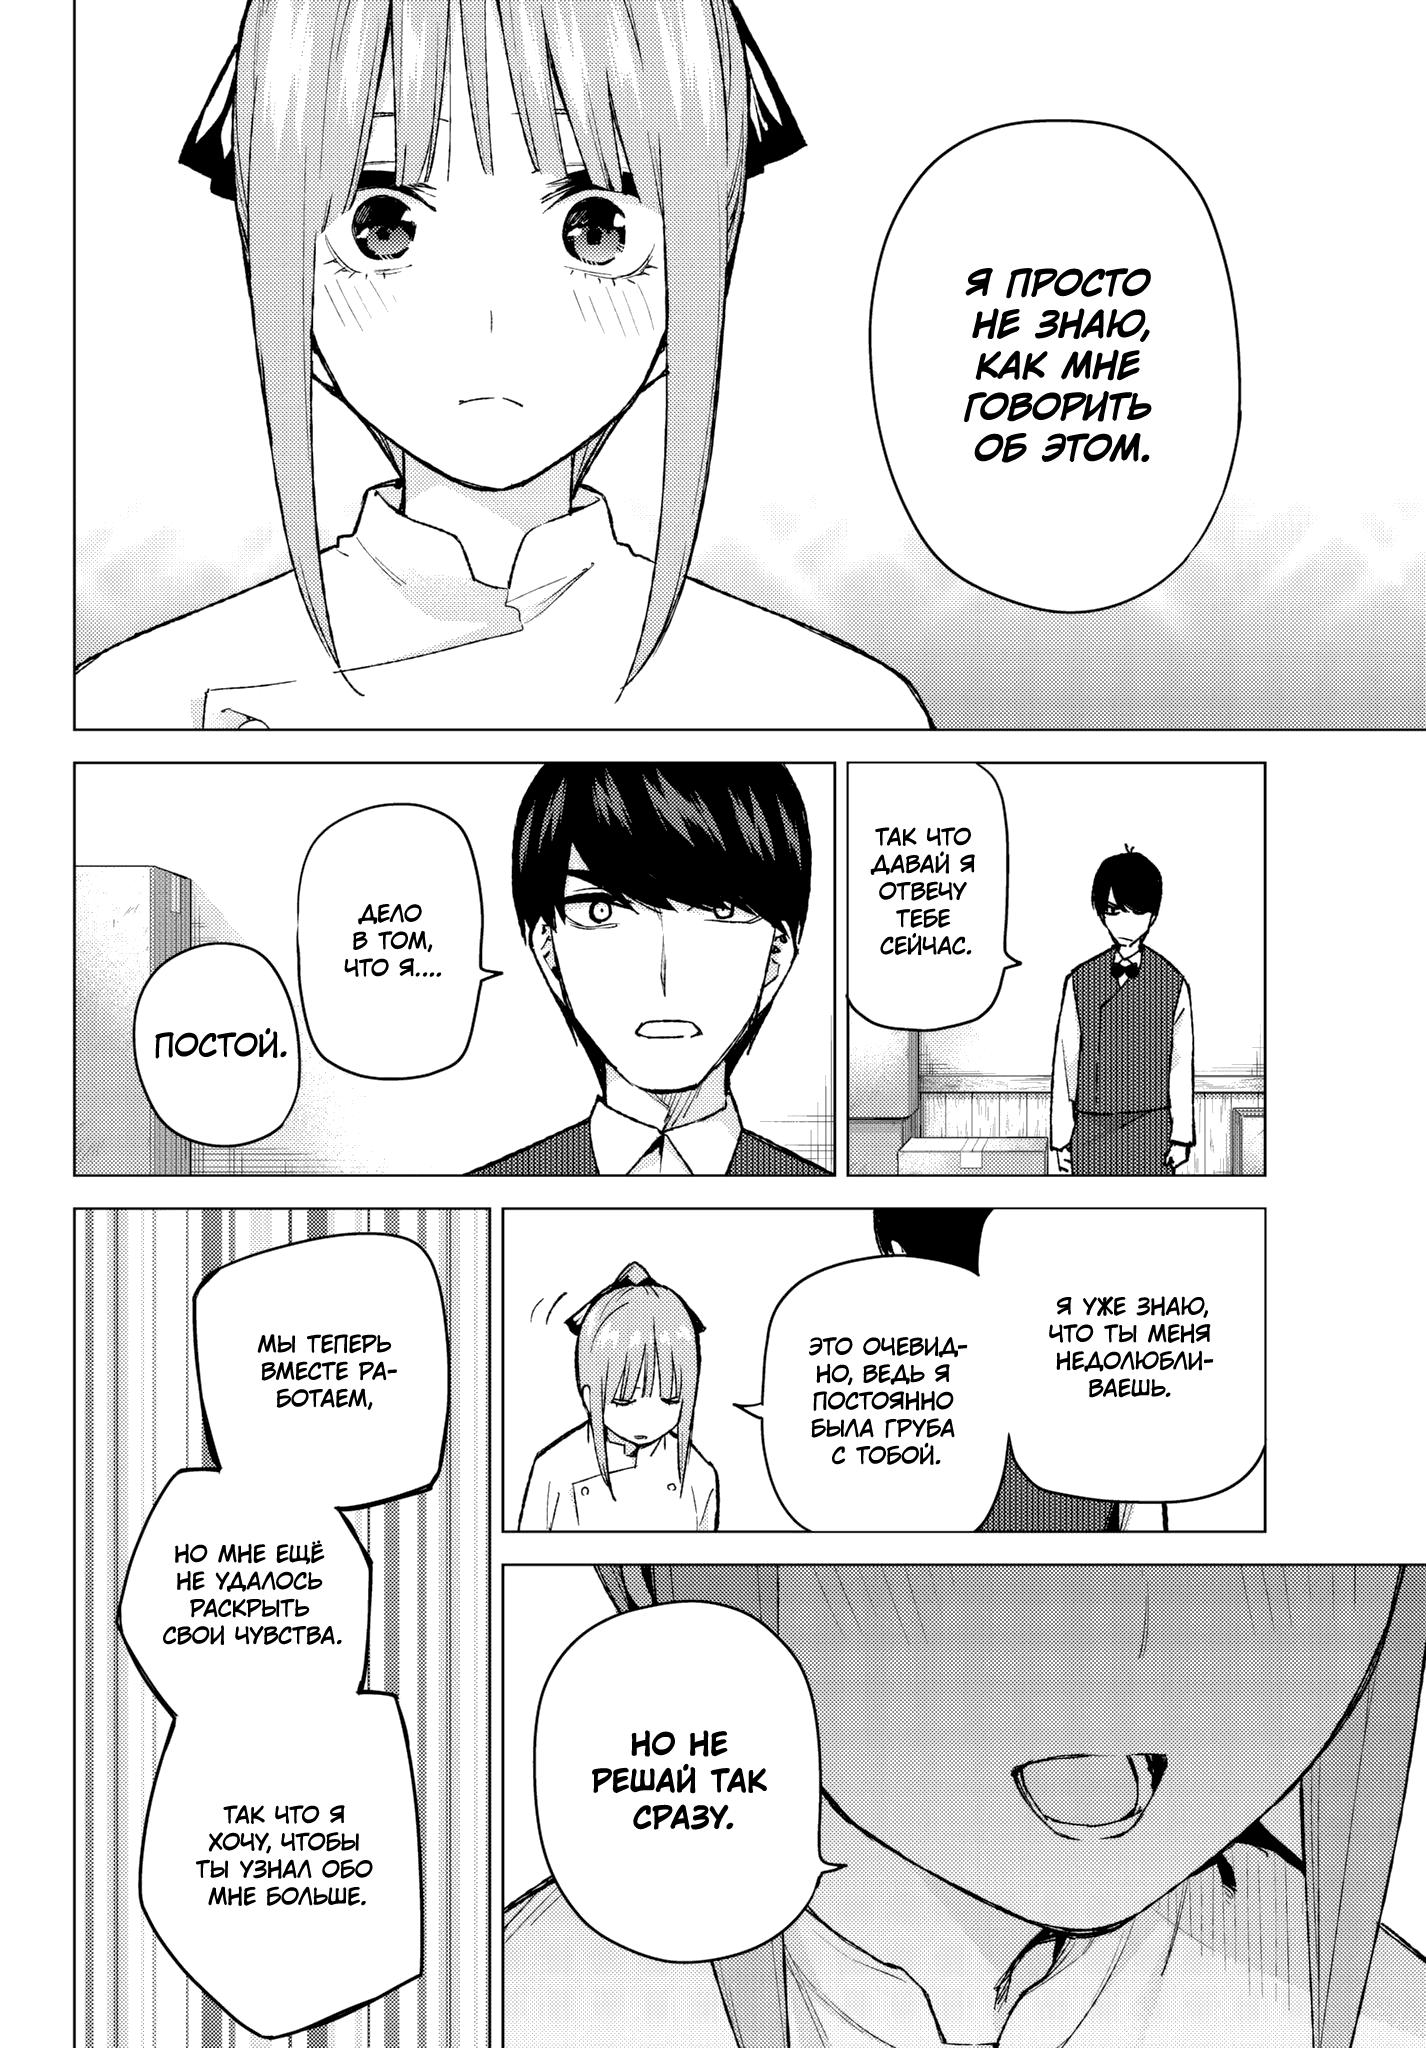 Я ПРОСТО
НЕ ЗНАЮ,
КАК МНЕ
ГОВОРИТЬ
ОБ ЭТОМ.
ТАК ЧТО
ДАВАЙ Я
ОТВЕЧУ
ТЕБЕ
СЕЙЧАС.
ДЕЛО
В ТОМ,
ЧТО Я....
ПОСТОЙ.
Я УЖЕ ЗНАЮ,
ЧТО ТЫ МЕНЯ
НЕДОЛЮБЛИ-
ВАЕШЬ.
ЭТО ОЧЕВИД-
НО, ВЕДЬ Я
ПОСТОЯННО
БЫЛА ГРУБА
С ТОБОЙ.
МЫ ТЕПЕРЬ
ВМЕСТЕ РА-
БОТАЕМ,
НО МНЕ ЕЩЁ
НЕ УДАЛОСЬ
РАСКРЫТЬ
СВОИ ЧУВСТВА.
ТАК ЧТО Я
ХОЧУ, ЧТОБЫ
ТЫ УЗНАЛ ОБО
МНЕ БОЛЬШЕ.
НО НЕ
РЕШАЙ ТАК
СРАЗУ.